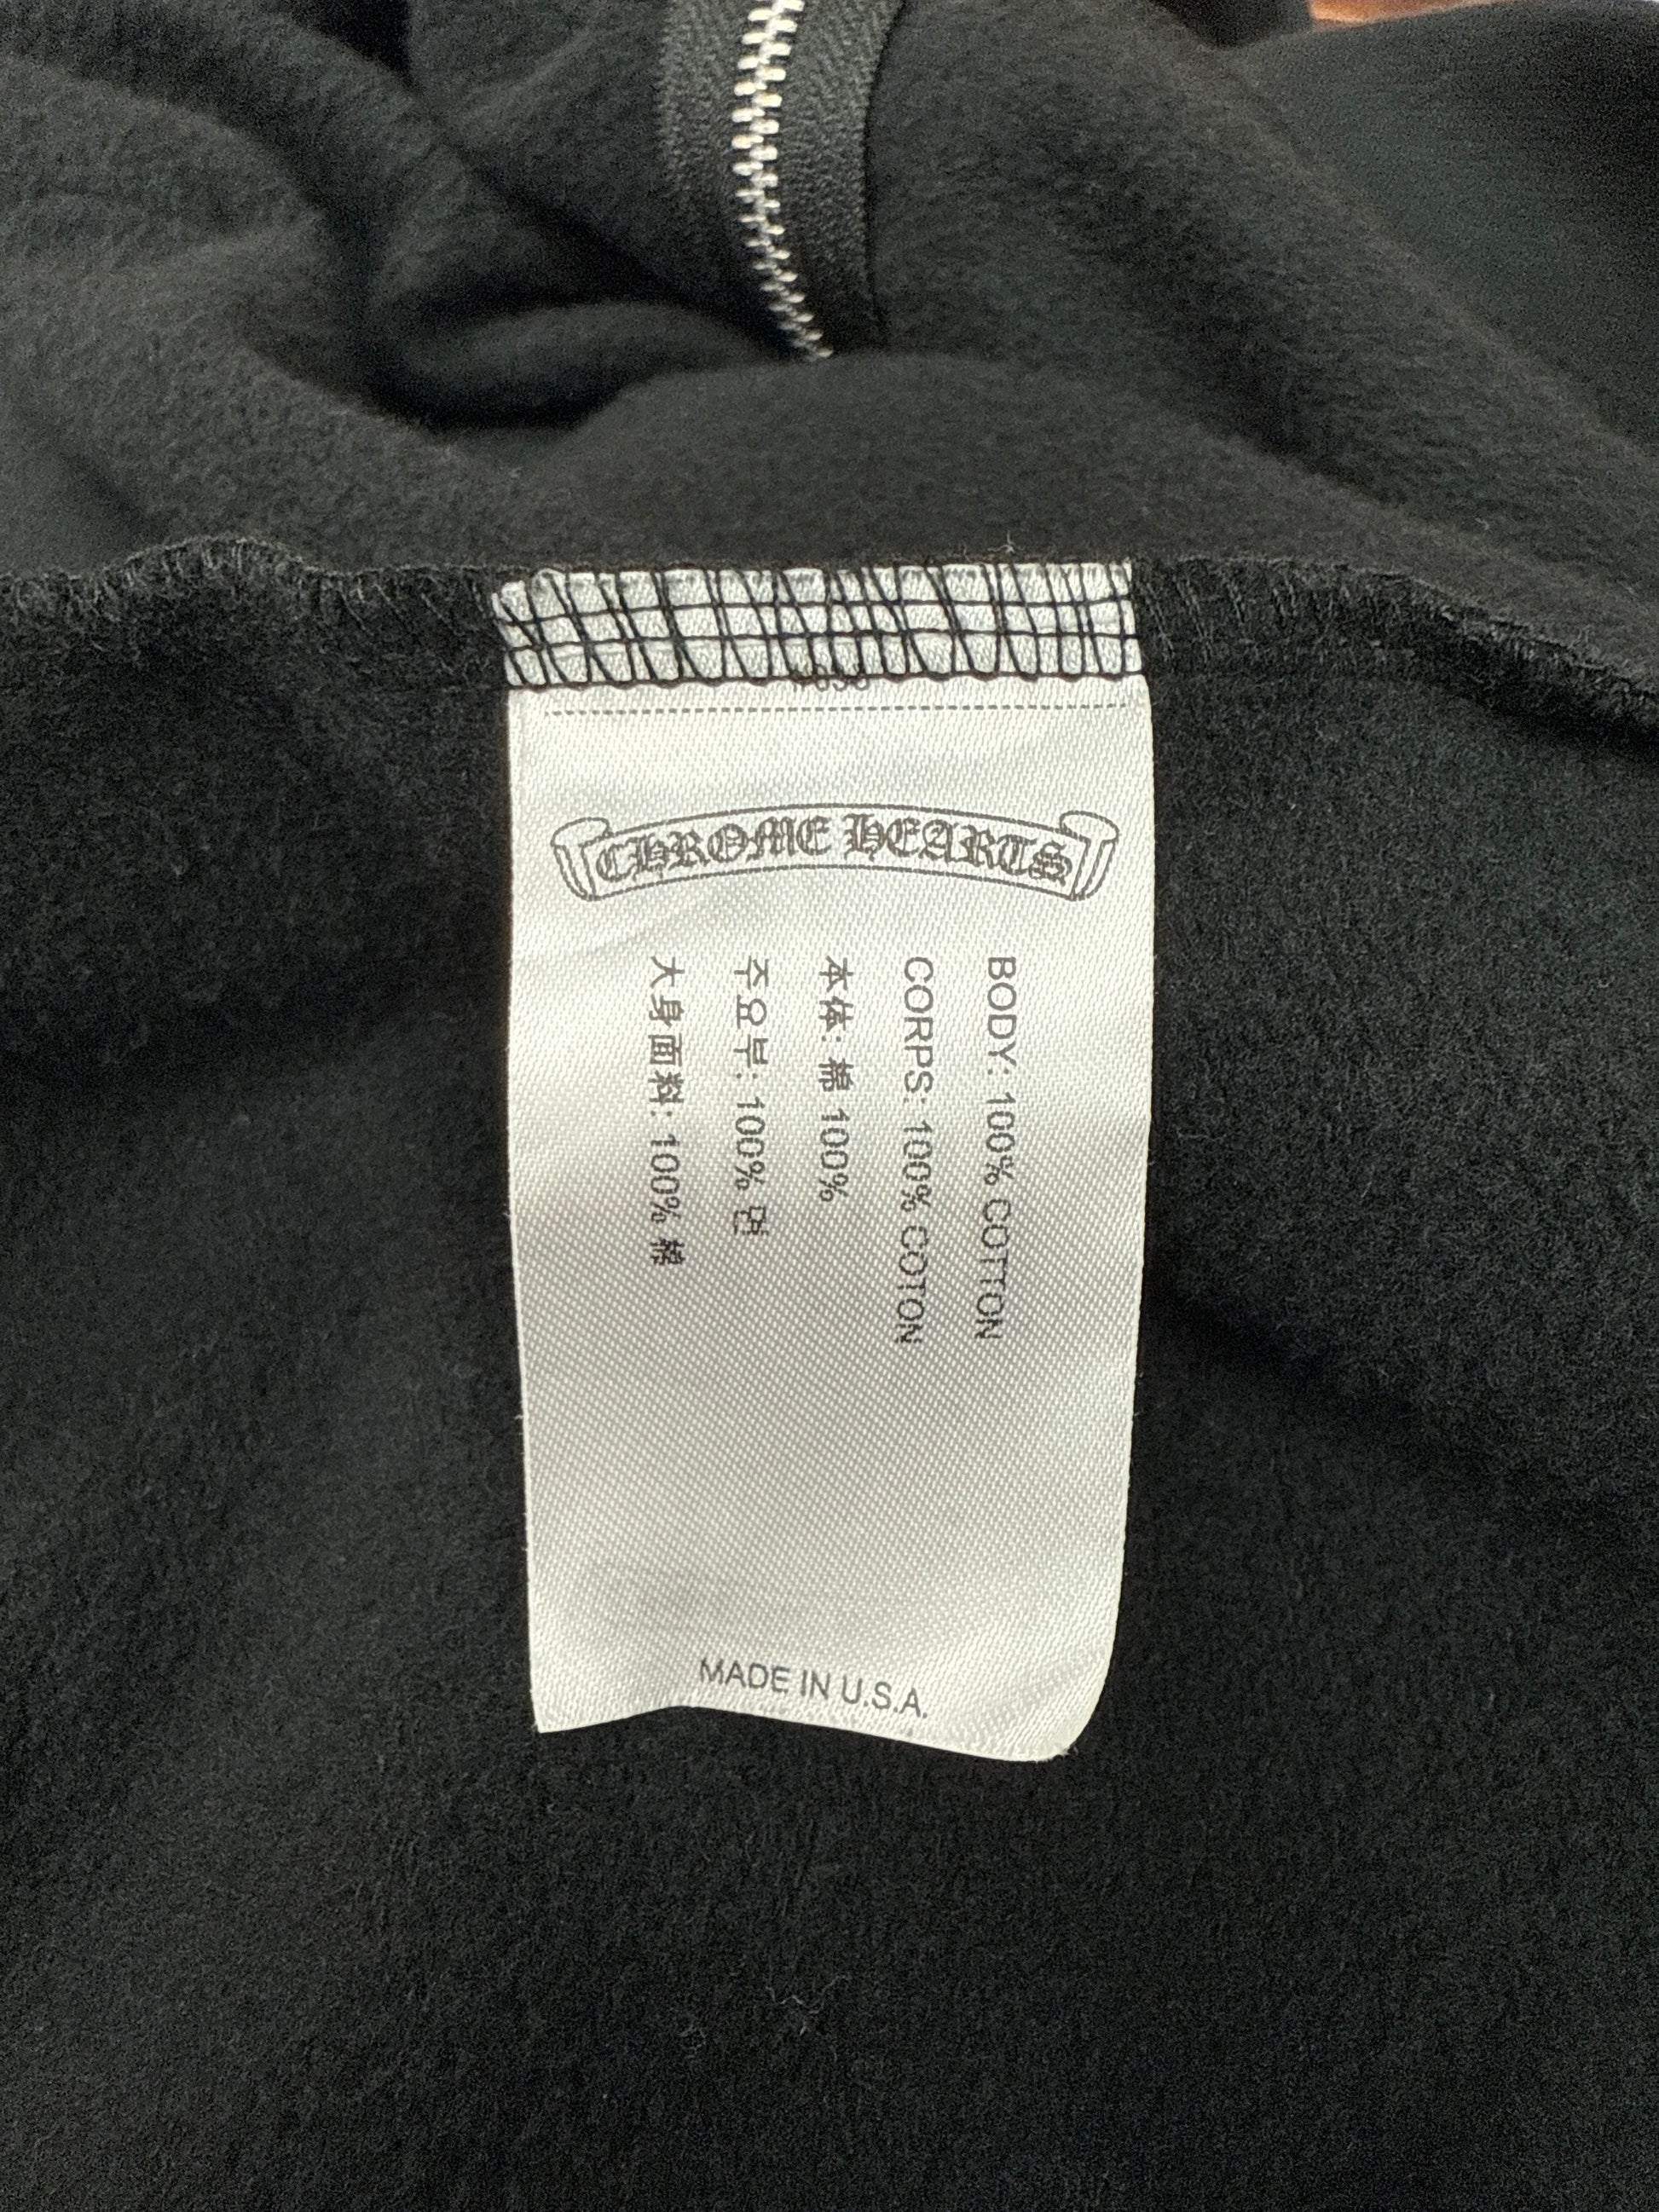 CHROME HEARTS
BODY: 100% COTTON
CORPS: 100% COTON
本体: 棉 100%
주요부: 100% 면
大身面料: 100% 棉
MADE IN U.S.A.